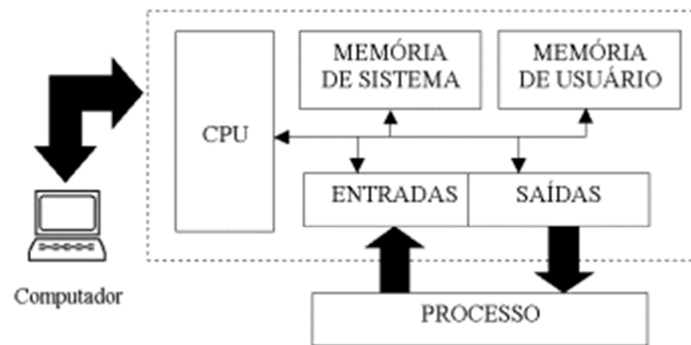 MEMÓRIA
DE SISTEMA
MEMÓRIA
DE USUÁRIO
CPU
ENTRADAS
SAÍDAS
Computador
PROCESSO